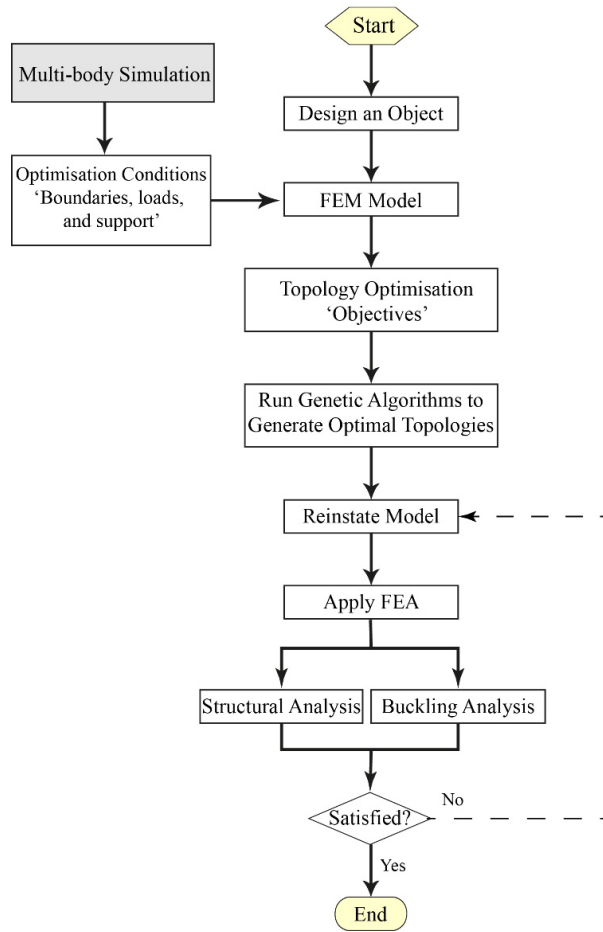 Start
Multi-body Simulation
Design an Object
Optimisation Conditions
‘Boundaries, loads,
and support’
FEM Model
Topology Optimisation
‘Objectives’
Run Genetic Algorithms to
Generate Optimal Topologies
Reinstate Model
Apply FEA
Structural Analysis
Buckling Analysis
Satisfied?
No
Yes
End